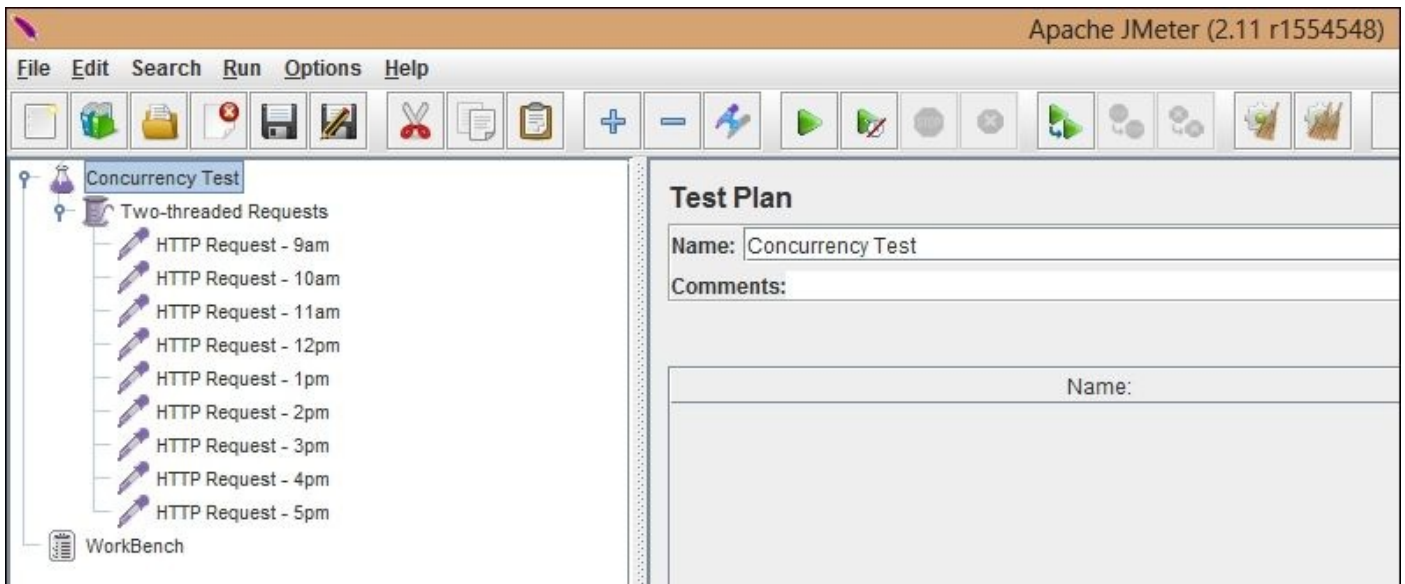 Apache JMeter (2.11 r1554548)
File Edit Search Run Options Help
Concurrency Test
Two-threaded Requests
HTTP Request - 9am
HTTP Request - 10am
HTTP Request - 11am
HTTP Request - 12pm
HTTP Request - 1pm
HTTP Request - 2pm
HTTP Request - 3pm
HTTP Request - 4pm
HTTP Request - 5pm
WorkBench
Test Plan
Name: Concurrency Test
Comments:
Name: